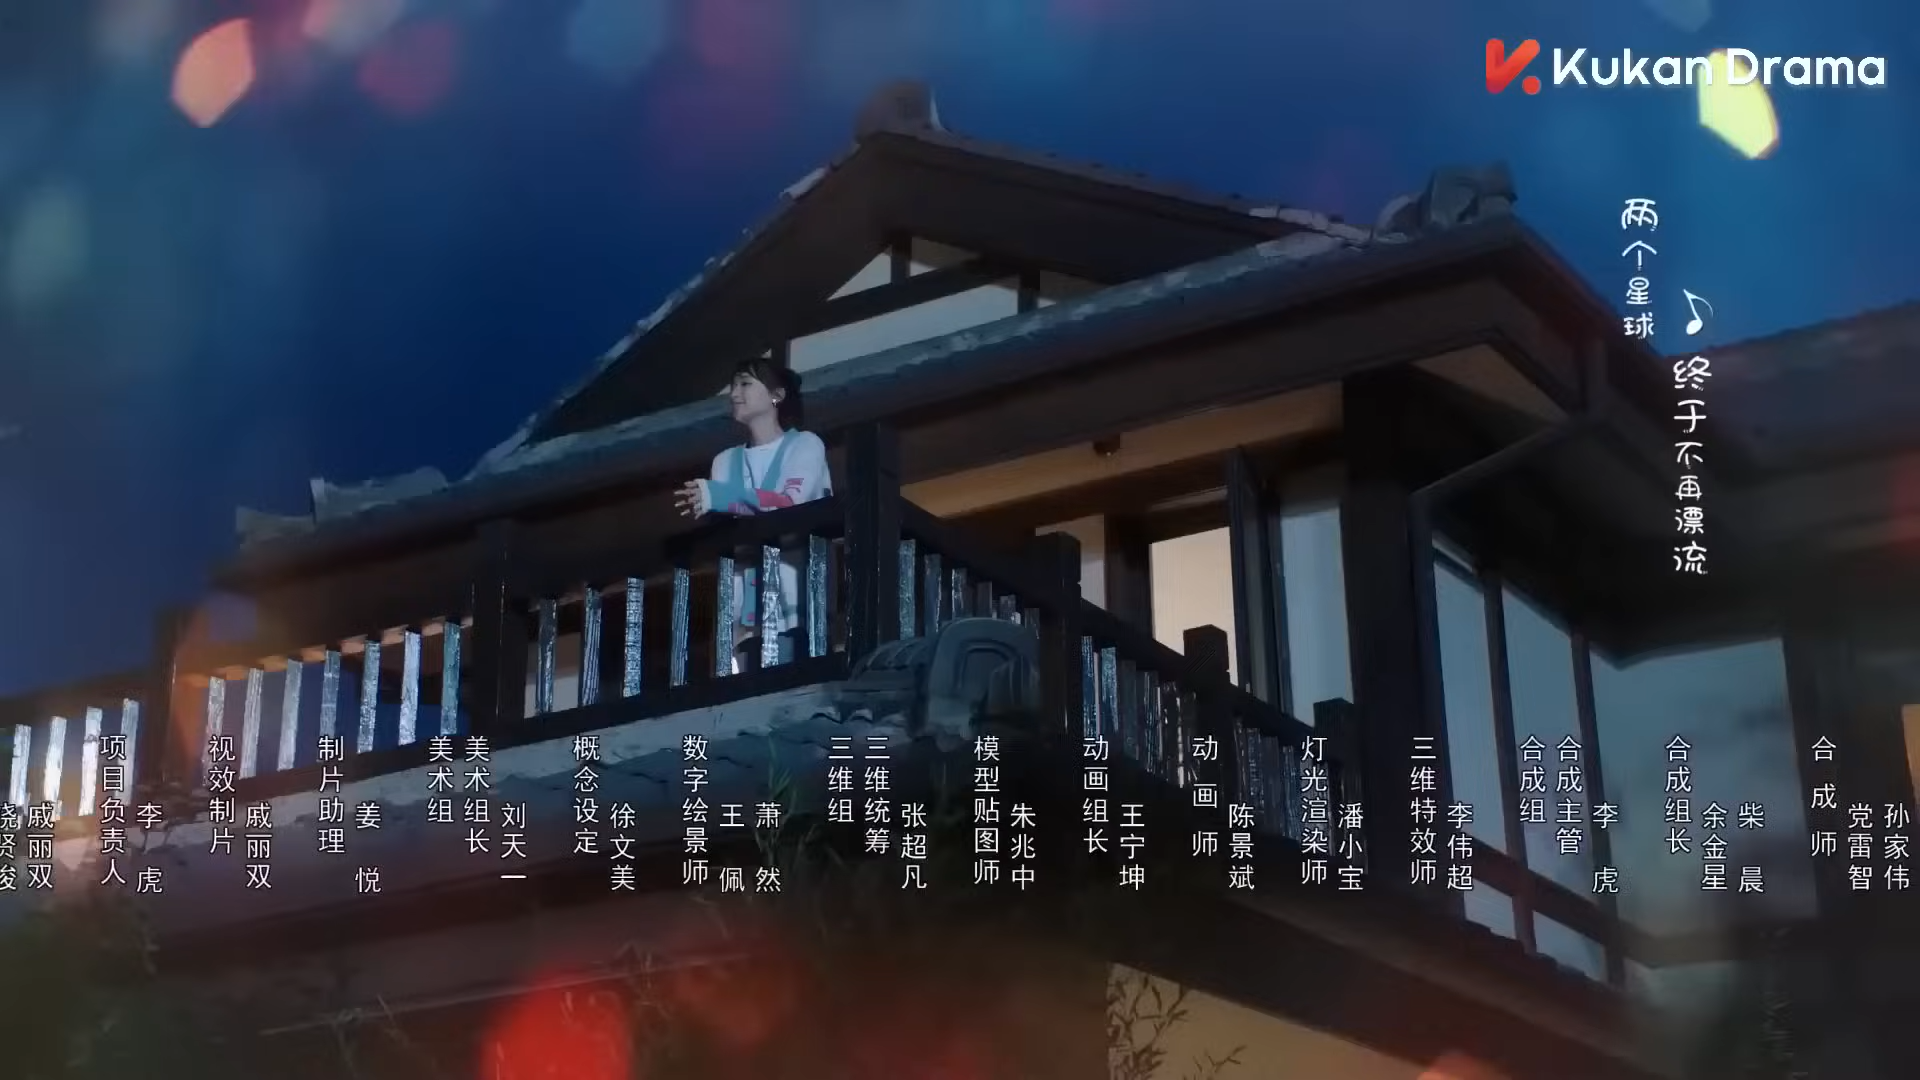 Kukan Drama
两个星球
♪终于不再漂流
戚丽双
项目负责人
李虎
视效制片
戚丽双
制片助理
姜悦
美术组
美术组长
刘天一
概念设定
徐文美
数字绘景师
王佩
萧然
三维组
三维统筹
张超凡
模型贴图师
朱兆中
动画组长
王宁坤
动画师
陈景斌
灯光渲染师
潘小宝
三维特效师
李伟超
合成组
合成主管
李虎
合成组长
余金星
柴晨
合成师
党雷智
孙家伟